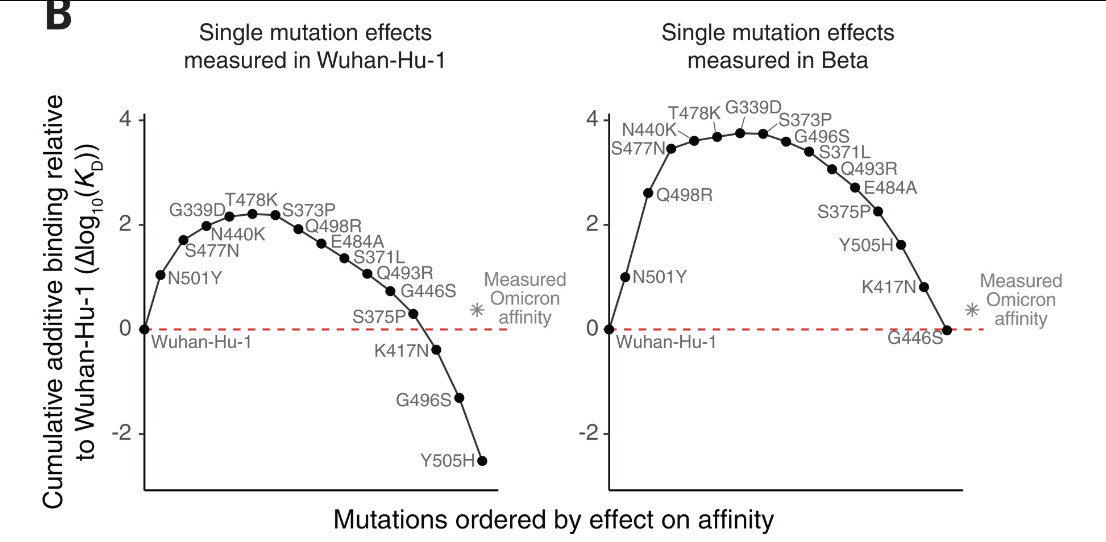 B
Single mutation effects
measured in Wuhan-Hu-1
Single mutation effects
measured in Beta
Cumulative additive binding relative
to Wuhan-Hu-1 (Δlog10(KD))
4
2
0
-2
G339D
T478K
S373P
N440K
Q498R
S477N
E484A
S371L
N501Y
Q493R
G446S
S375P
Wuhan-Hu-1
K417N
G496S
Y505H
Measured
Omicron
affinity
4
2
0
-2
G339D
T478K
S373P
N440K
G496S
S477N
S371L
Q493R
Q498R
E484A
S375P
Y505H
N501Y
K417N
Wuhan-Hu-1
G446S
Measured
Omicron
affinity
Mutations ordered by effect on affinity